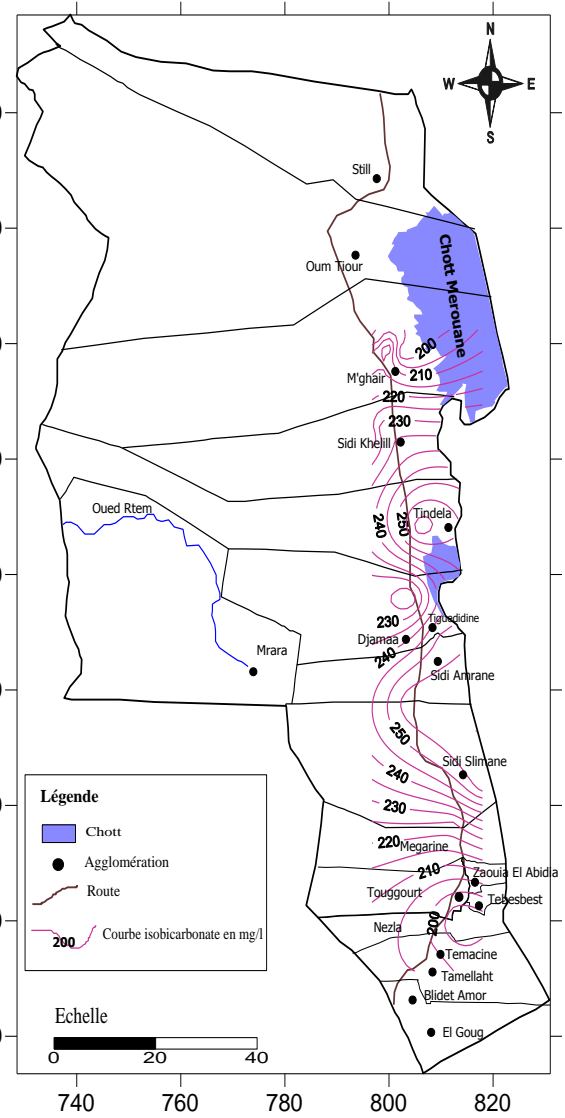 N
W
E
S
Still
Oum Tiour
Chott Merouane
200
M'ghair
210
220
230
Sidi Khelill
Oued Rtem
Tindela
240
250
230
Tiguedidine
Djamaa
240
Mrara
Sidi Amrane
250
Sidi Slimane
240
230
220
Megarine
210
Zaouia El Abidia
Touggourt
Tebesbest
Nezla
200
Temacine
Tamellaht
Blidet Amor
El Goug
Légende
Chott
Agglomération
Route
200
Courbe isobicarbonate en mg/l
Echelle
0 20 40
740 760 780 800 820